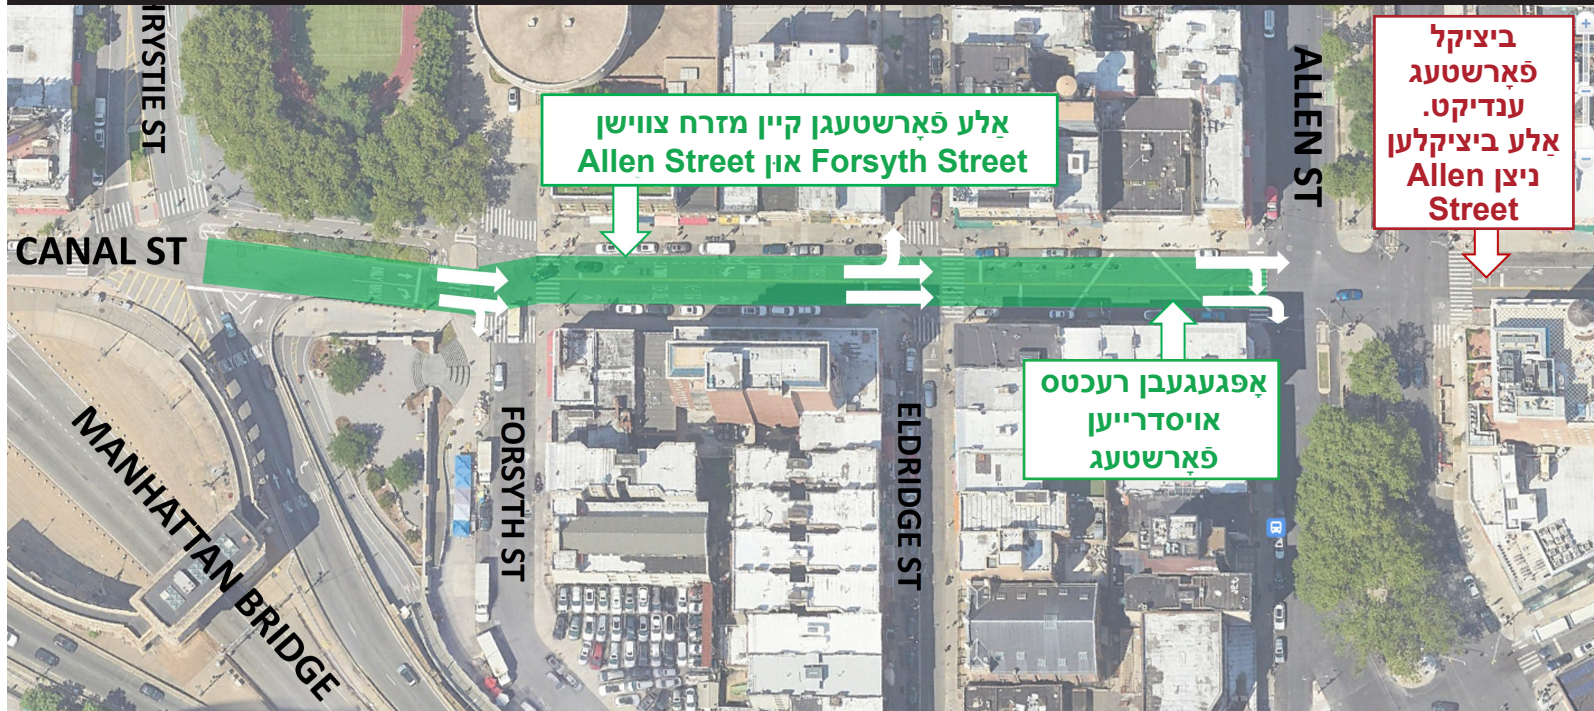 HRYSTIE ST
CANAL ST
MANHATTAN BRIDGE
FORSYTH ST
ELDRIDGE ST
ALLEN ST
אַלע פֿאָרשטעגן קיין מזרח צווישן
Forsyth Street און Allen Street
אָפּגעגעבן רעכטס
אויסדרייען
פֿאָרשטעג
ביציקל
פֿאָרשטעג
ענדיקט.
אַלע ביציקלען
ניצן Allen
Street